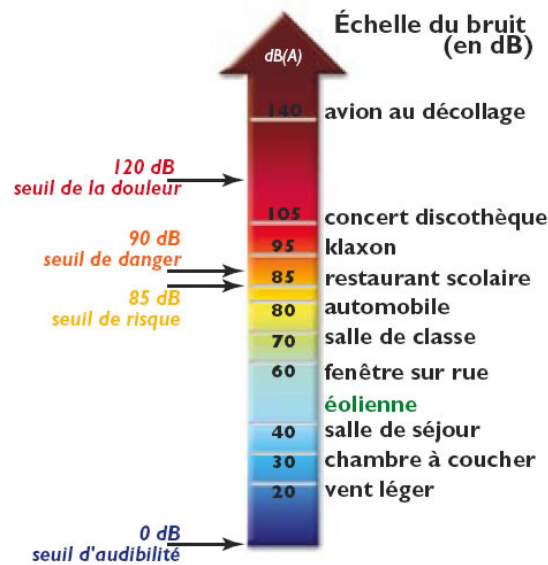 Échelle du bruit
(en dB)
dB(A)
140 avion au décollage
120 dB
seuil de la douleur
105 concert discothèque
95 klaxon
90 dB
seuil de danger
85 restaurant scolaire
85 dB
seuil de risque
80 automobile
70 salle de classe
60 fenêtre sur rue
éolienne
40 salle de séjour
30 chambre à coucher
20 vent léger
0 dB
seuil d'audibilité